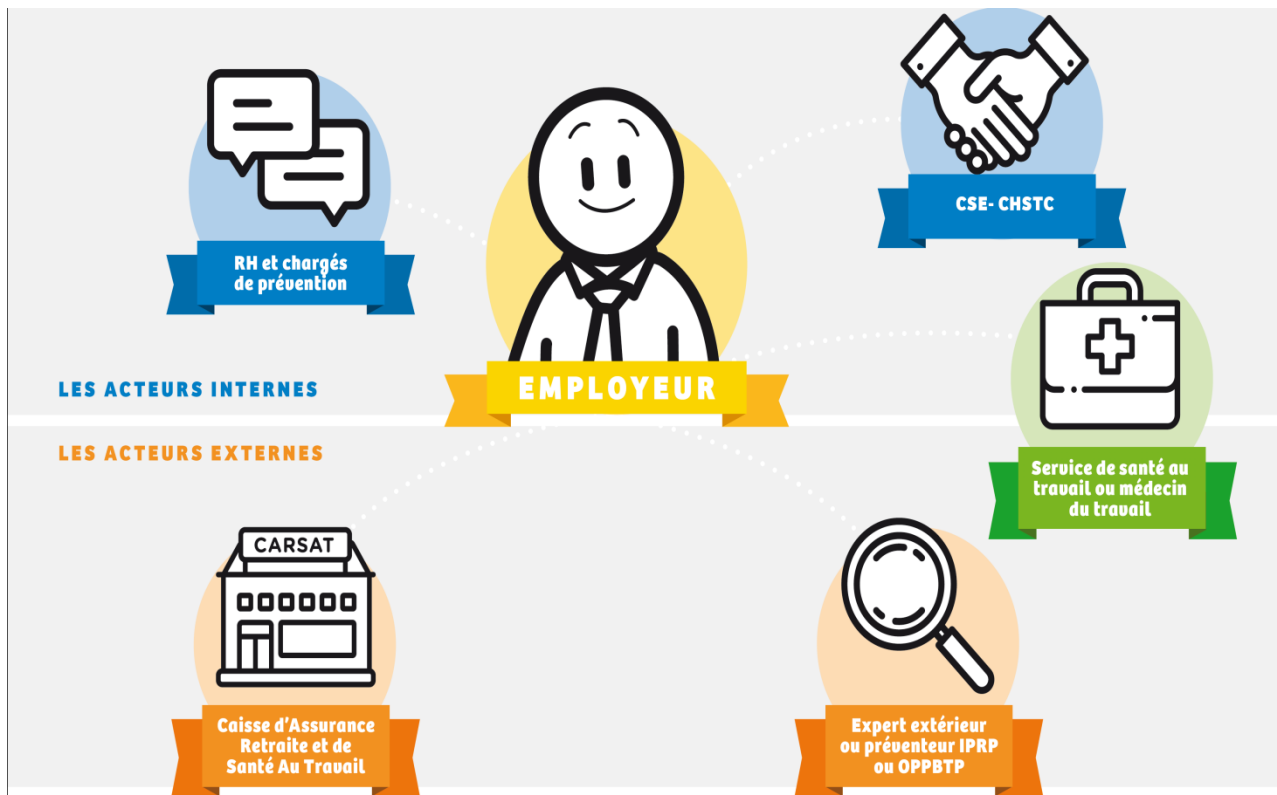 CSE- CHSTC
RH et chargés
de prévention
EMPLOYEUR
LES ACTEURS INTERNES
LES ACTEURS EXTERNES
Service de santé au
travail ou médecin
du travail
CARSAT
Caisse d'Assurance
Retraite et de
Santé Au Travail
Expert extérieur
ou préventeur IPRP
ou OPPBTP